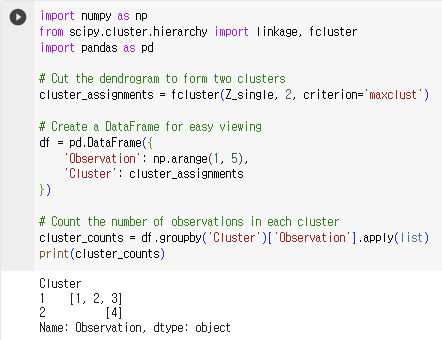 import numpy as np
from scipy.cluster.hierarchy import linkage, fcluster
import pandas as pd
# Cut the dendrogram to form two clusters
cluster_assignments = fcluster(Z_single, 2, criterion='maxclust')
# Create a DataFrame for easy viewing
df = pd.DataFrame({
    'Observation': np.arange(1, 5),
    'Cluster': cluster_assignments
})
# Count the number of observations in each cluster
cluster_counts = df.groupby('Cluster')['Observation'].apply(list)
print(cluster_counts)
Cluster
1    [1, 2, 3]
2          [4]
Name: Observation, dtype: object